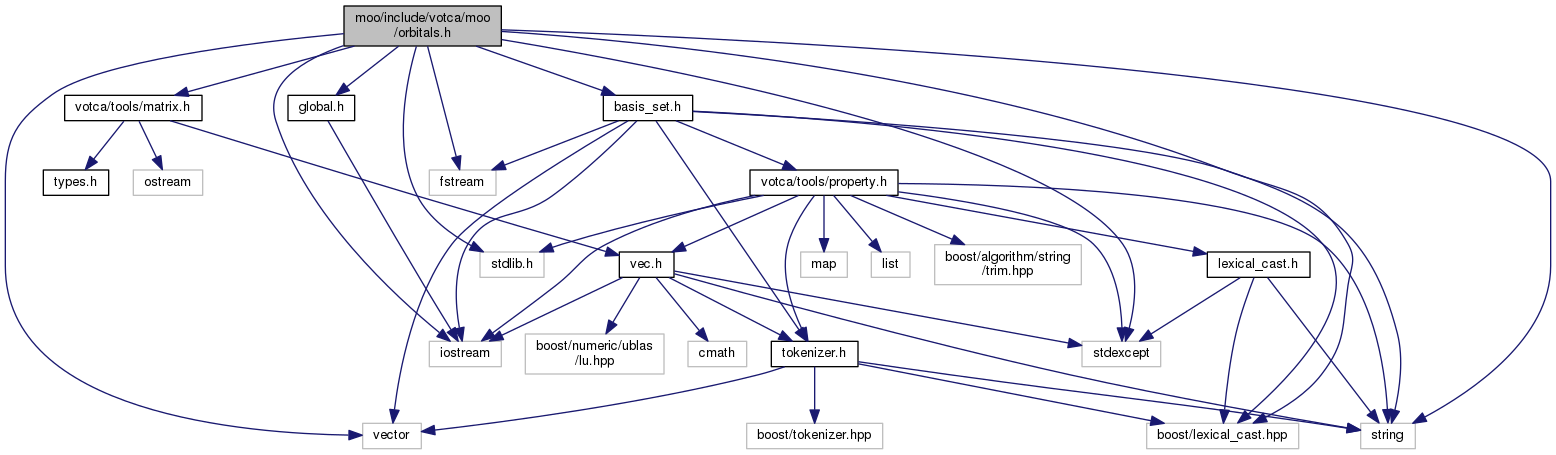 moo/include/votca/moo
/orbitals.h
votca/tools/matrix.h
global.h
basis_set.h
types.h
ostream
fstream
votca/tools/property.h
stdlib.h
vec.h
map
list
boost/algorithm/string
/trim.hpp
lexical_cast.h
iostream
boost/numeric/ublas
/lu.hpp
cmath
tokenizer.h
stdexcept
vector
boost/tokenizer.hpp
boost/lexical_cast.hpp
string